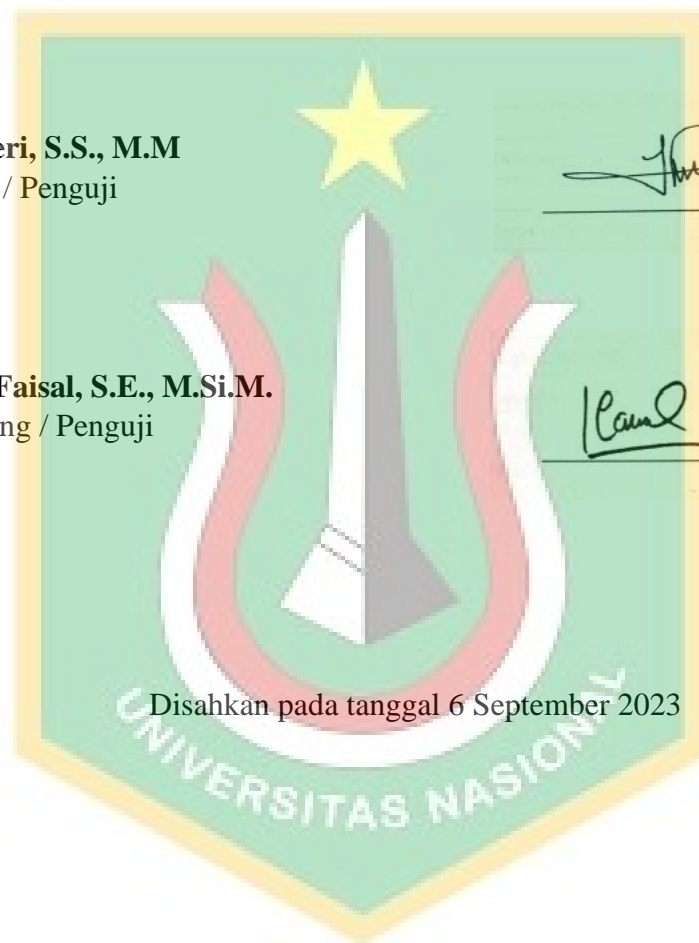 eri, S.S., M.M
/ Penguji
Faisal, S.E., M.Si.M.
ng / Penguji
Disahkan pada tanggal 6 September 2023
UNIVERSITAS NASIONAL